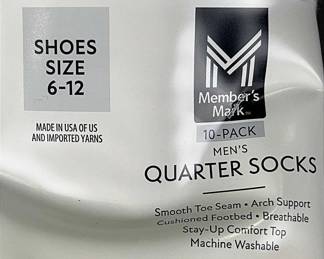 SHOES
SIZE
6-12
MADE IN USA OF US
AND IMPORTED YARNS
Member's
Mark™
10-PACK
MEN'S
QUARTER SOCKS
Smooth Toe Seam • Arch Support
Cushioned Footbed • Breathable
Stay-Up Comfort Top
Machine Washable